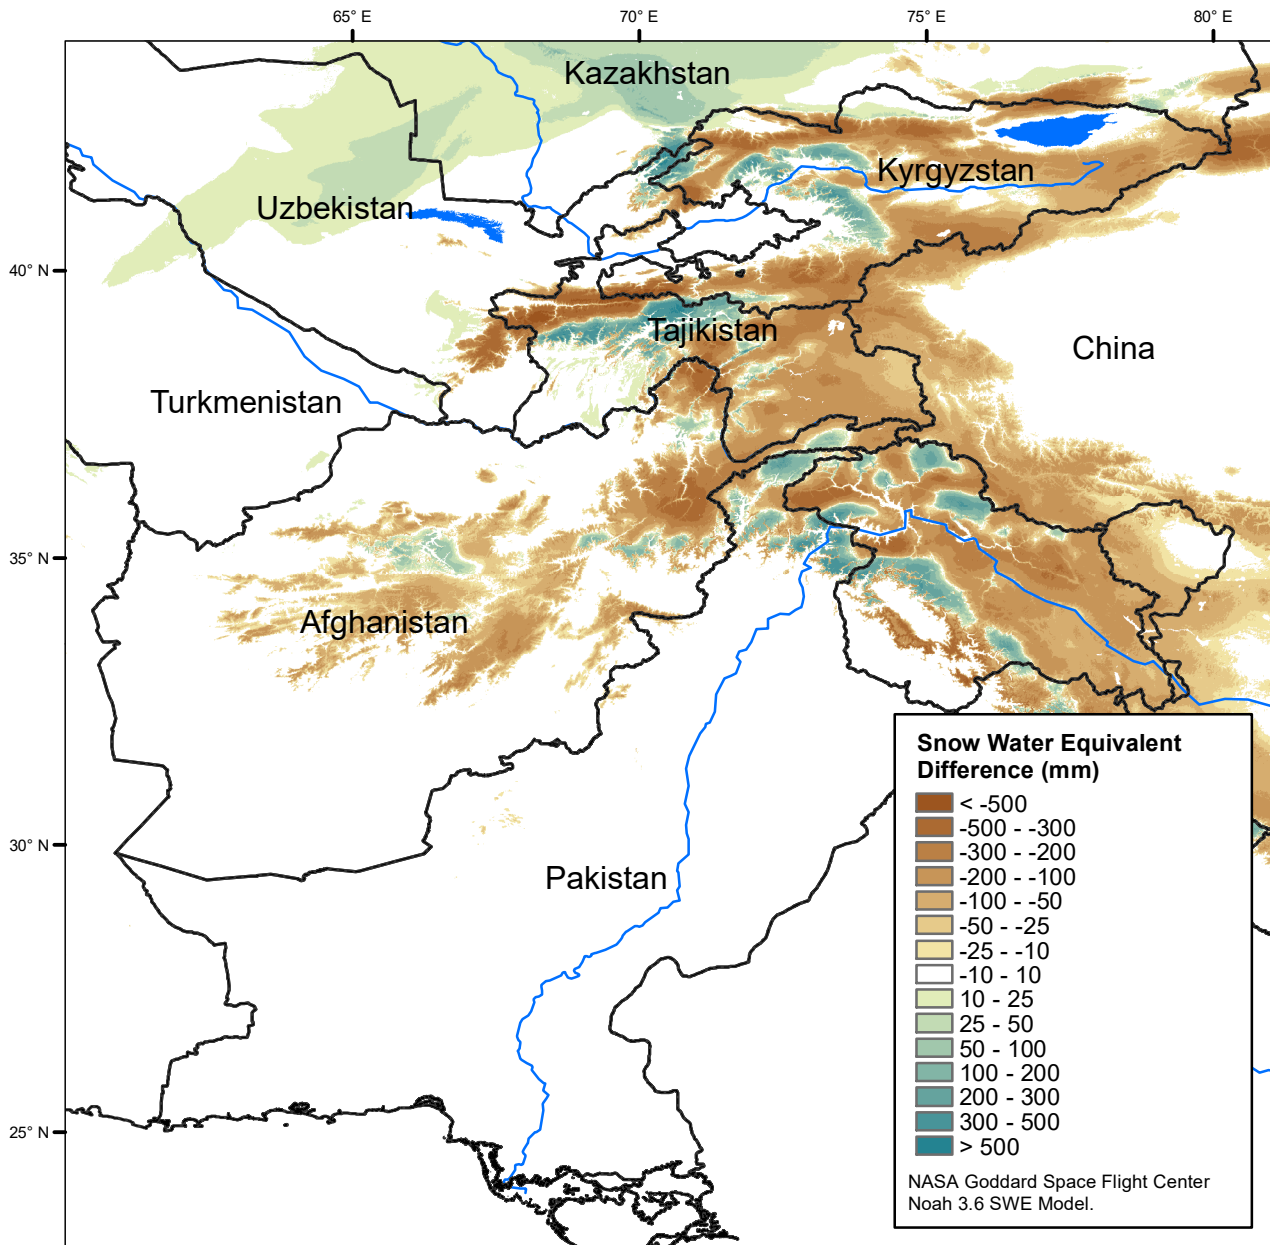 65° E 70° E 75° E 80° E
Kazakhstan
Kyrgyzstan
Uzbekistan
40° N
Tajikistan
China
Turkmenistan
35° N
Afghanistan
30° N
Pakistan
25° N
Snow Water Equivalent
Difference (mm)
< -500
-500 - -300
-300 - -200
-200 - -100
-100 - -50
-50 - -25
-25 - -10
-10 - 10
10 - 25
25 - 50
50 - 100
100 - 200
200 - 300
300 - 500
> 500
NASA Goddard Space Flight Center
Noah 3.6 SWE Model.